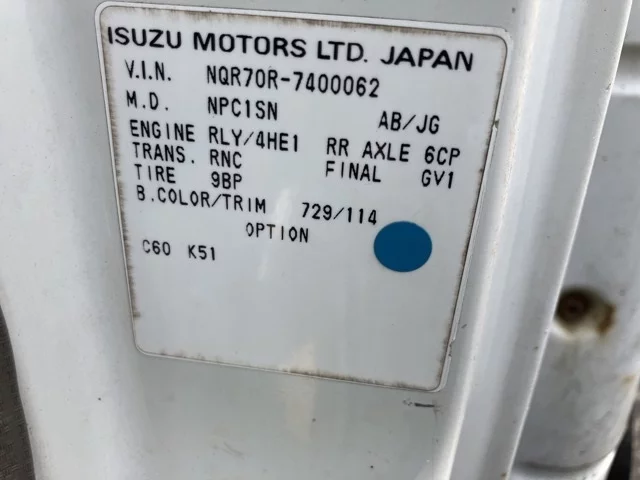 ISUZU MOTORS LTD. JAPAN
V.I.N. NQR70R-7400062
M.D. NPC1SN AB/JG
ENGINE RLY/4HE1 RR AXLE 6CP
TRANS. RNC FINAL GV1
TIRE 9BP
B.COLOR/TRIM 729/114
OPTION
C60 K51